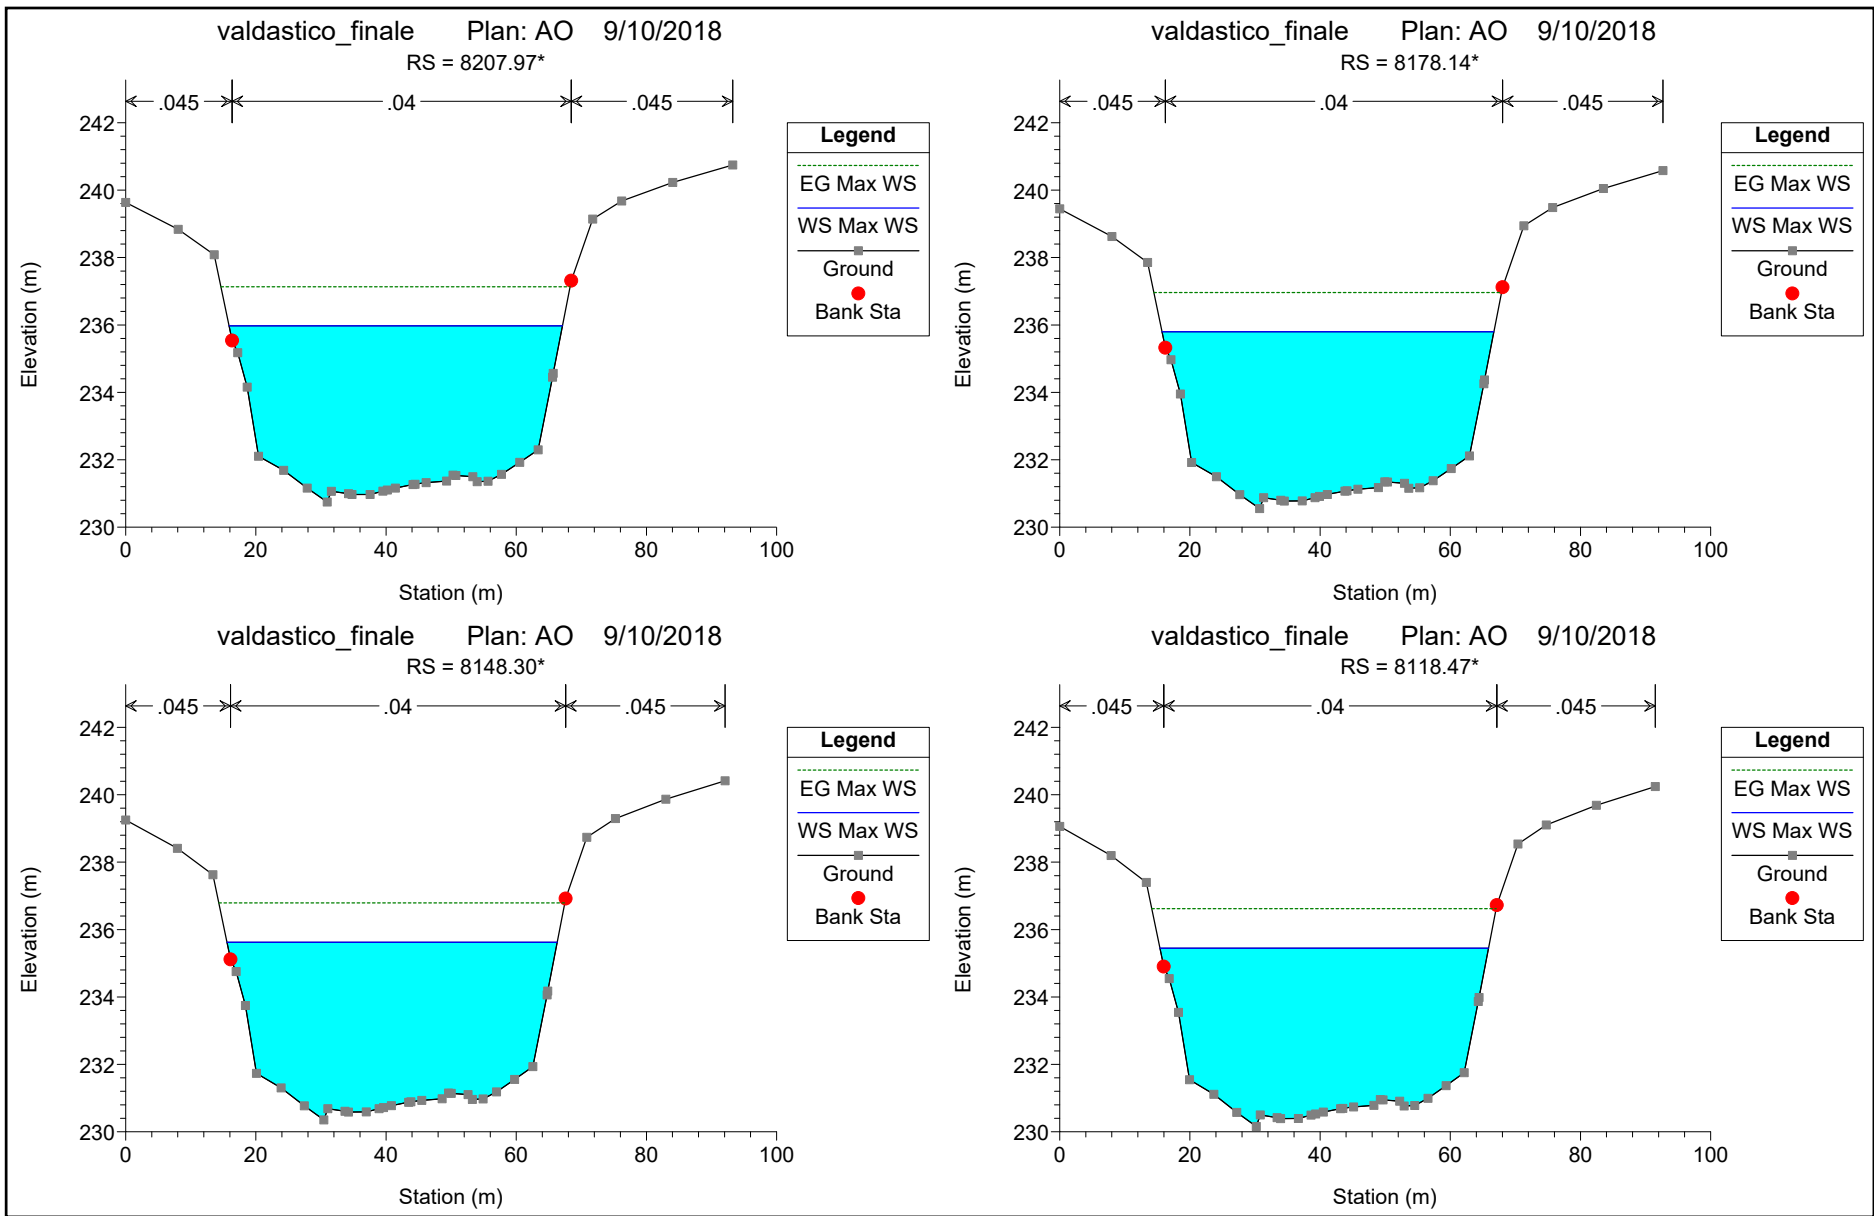 valdastico_finale Plan: AO 9/10/2018
RS = 8207.97*
.045 .04 .045
242
240
238
236
234
232
230
0 20 40 60 80 100
Elevation (m)
Station (m)
Legend
EG Max WS
WS Max WS
Ground
Bank Sta
valdastico_finale Plan: AO 9/10/2018
RS = 8178.14*
.045 .04 .045
242
240
238
236
234
232
230
0 20 40 60 80 100
Elevation (m)
Station (m)
Legend
EG Max WS
WS Max WS
Ground
Bank Sta
valdastico_finale Plan: AO 9/10/2018
RS = 8148.30*
.045 .04 .045
242
240
238
236
234
232
230
0 20 40 60 80 100
Elevation (m)
Station (m)
Legend
EG Max WS
WS Max WS
Ground
Bank Sta
valdastico_finale Plan: AO 9/10/2018
RS = 8118.47*
.045 .04 .045
242
240
238
236
234
232
230
0 20 40 60 80 100
Elevation (m)
Station (m)
Legend
EG Max WS
WS Max WS
Ground
Bank Sta